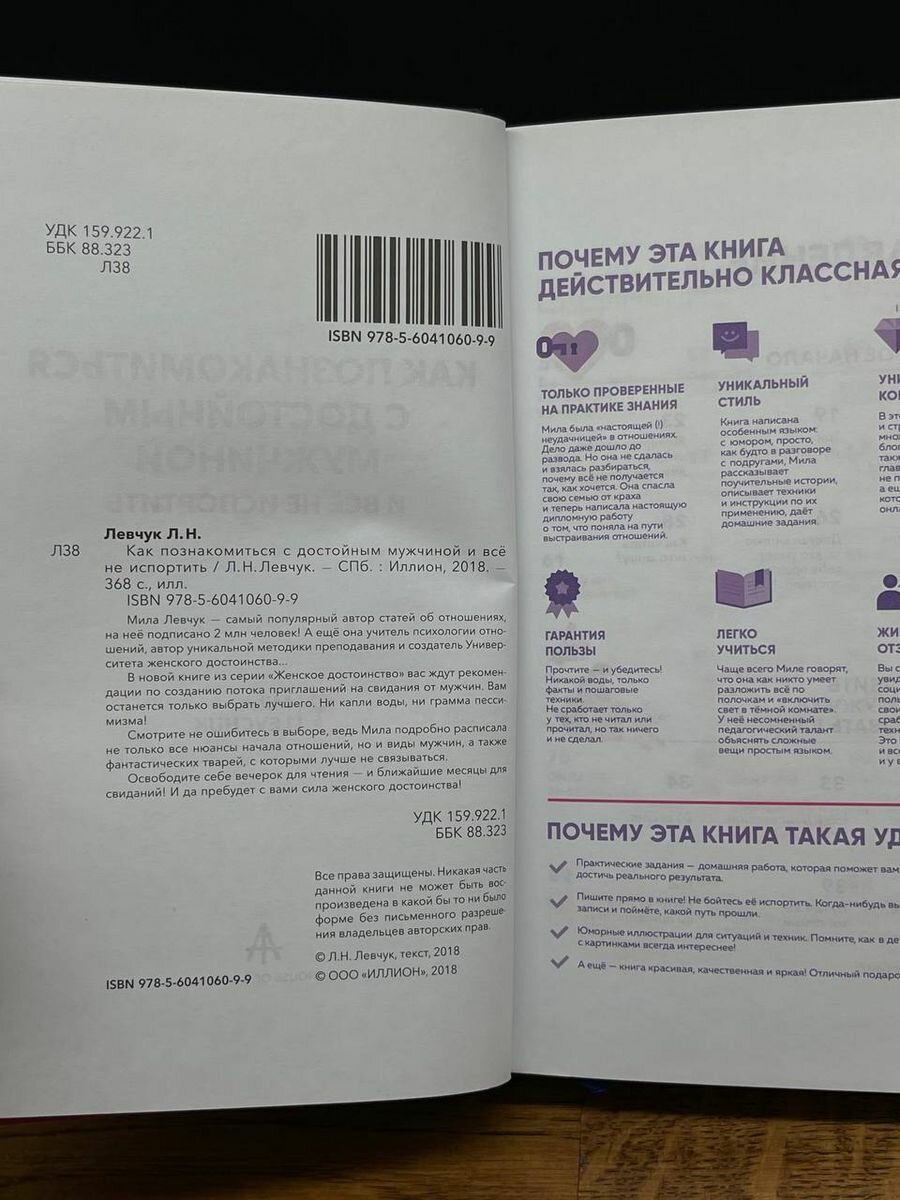 УДК 159.922.1
ББК 88.323
Л38
ISBN 978-5-6041060-9-9
Левчук Л.Н.
Л38 Как познакомиться с достойным мужчиной и всё
не испортить / Л.Н.Левчук. — СПб. : Иллион, 2018. —
368 с., илл.
ISBN 978-5-6041060-9-9
Мила Левчук — самый популярный автор статей об отношениях,
на неё подписано 2 млн человек! А ещё она учитель психологии отно-
шений, автор уникальной методики преподавания и создатель Универ-
ситета женского достоинства...
В новой книге из серии «Женское достоинство» вас ждут рекомен-
дации по созданию потока приглашений на свидания от мужчин. Вам
останется только выбрать лучшего. Ни капли воды, ни грамма песси-
мизма!
Смотрите не ошибитесь в выборе, ведь Мила подробно расписала
не только все нюансы начала отношений, но и виды мужчин, а также
фантастических тварей, с которыми лучше не связываться.
Освободите себе вечерок для чтения — и ближайшие месяцы для
свиданий! И да пребудет с вами сила женского достоинства!
УДК 159.922.1
ББК 88.323
Все права защищены. Никакая часть
данной книги не может быть вос-
произведена в какой бы то ни было
форме без письменного разреше-
ния владельцев авторских прав.
© Л.Н. Левчук, текст, 2018
© ООО «ИЛЛИОН», 2018
ISBN 978-5-6041060-9-9
ПОЧЕМУ ЭТА КНИГА
ДЕЙСТВИТЕЛЬНО КЛАССНАЯ
ТОЛЬКО ПРОВЕРЕННЫЕ
НА ПРАКТИКЕ ЗНАНИЯ
Мила была «настоящей (!)
неудачницей» в отношениях.
Дело даже дошло до
развода. Но она не сдалась
и взялась разбираться,
почему всё не получается
так, как хочется. Она спасла
свою семью от краха
и теперь написала настоящую
дипломную работу
о том, что поняла на пути
выстраивания отношений.
УНИКАЛЬНЫЙ
СТИЛЬ
Книга написана
особенным языком:
с юмором, просто,
как будто в разговоре
с подругами, Мила
рассказывает
поучительные истории,
описывает техники
и инструкции по их
применению, даёт
домашние задания.
ГАРАНТИЯ
ПОЛЬЗЫ
Прочтите — и убедитесь!
Никакой воды, только
факты и пошаговые
техники.
Не сработает только
у тех, кто не читал или
прочитал, но так ничего
и не сделал.
ЛЕГКО
УЧИТЬСЯ
Чаще всего Миле говорят,
что она как никто умеет
разложить всё по
полочкам и «включить
свет в тёмной комнате».
У неё несомненный
педагогический талант
объяснять сложные
вещи простым языком.
ПОЧЕМУ ЭТА КНИГА ТАКАЯ УД
Практические задания — домашняя работа, которая поможет вам
достичь реального результата.
Пишите прямо в книге! Не бойтесь её испортить. Когда-нибудь вы
записи и поймёте, какой путь прошли.
Юморные иллюстрации для ситуаций и техник. Помните, как в де
с картинками всегда интереснее!
А ещё — книга красивая, качественная и яркая! Отличный подаро